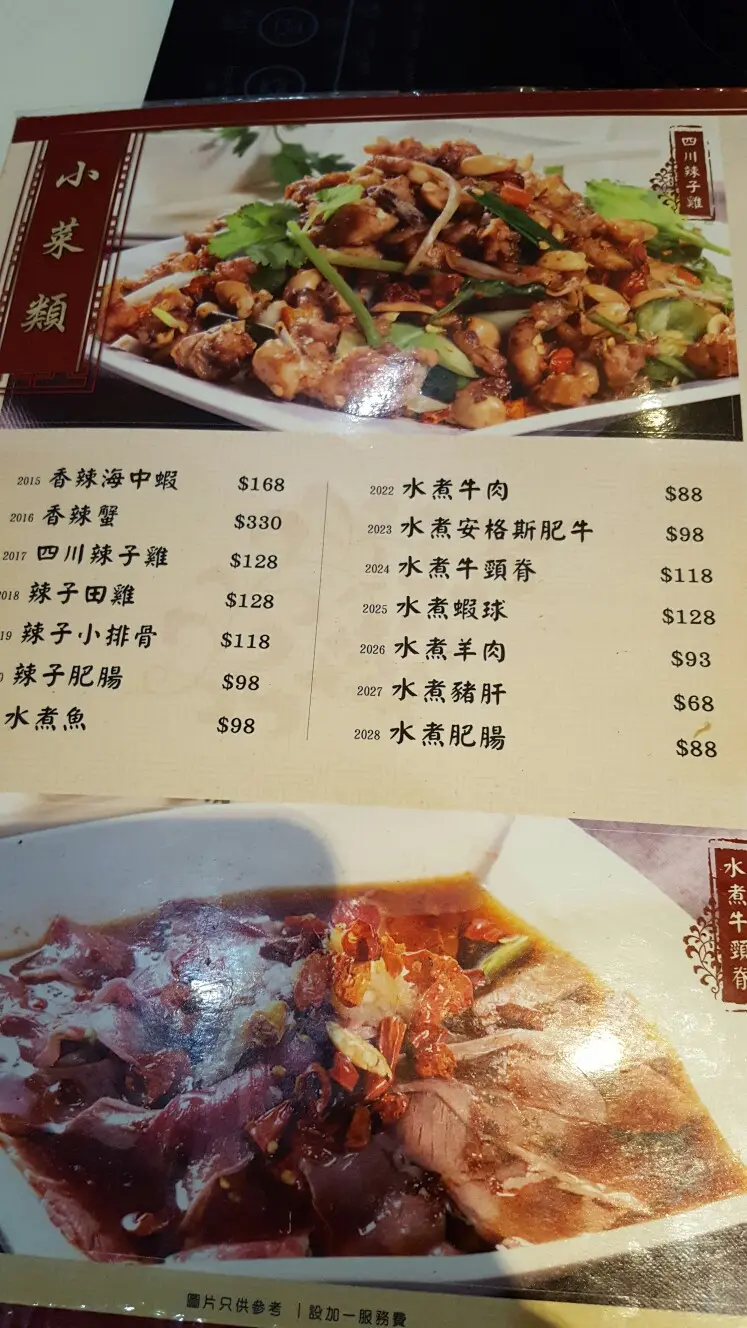 小菜類
四川辣子雞
2015 香辣海中蝦 $168
2016 香辣蟹 $330
2017 四川辣子雞 $128
018 辣子田雞 $128
19 辣子小排骨 $118
辣子肥腸 $98
水煮魚 $98
2022 水煮牛肉 $88
2023 水煮安格斯肥牛 $98
2024 水煮牛頸脊 $118
2025 水煮蝦球 $128
2026 水煮羊肉 $93
2027 水煮豬肝 $68
2028 水煮肥腸 $88
水煮牛頸脊
圖片只供參考 | 設加一服務費